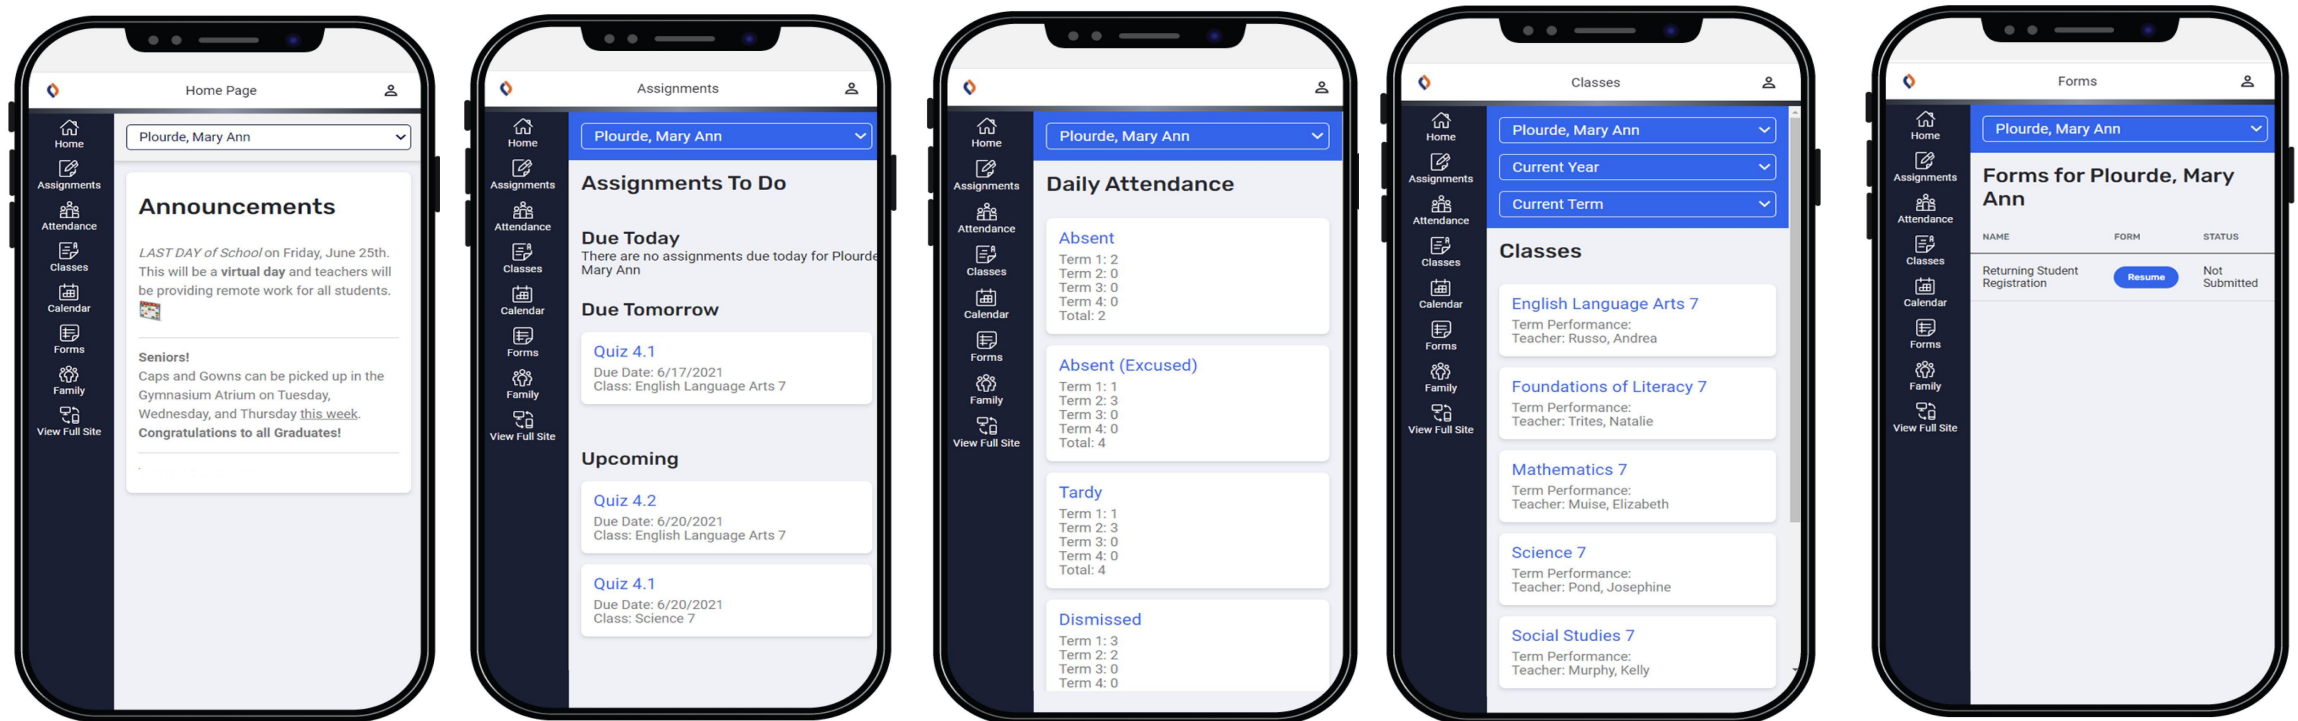 Home Page
Home
Assignments
Attendance
Classes
Calendar
Forms
Family
View Full Site
Plourde, Mary Ann
Announcements
LAST DAY of School on Friday, June 25th.
This will be a virtual day and teachers will
be providing remote work for all students.
Seniors!
Caps and Gowns can be picked up in the
Gymnasium Atrium on Tuesday,
Wednesday, and Thursday this week.
Congratulations to all Graduates!
Assignments
Home
Assignments
Attendance
Classes
Calendar
Forms
Family
View Full Site
Plourde, Mary Ann
Assignments To Do
Due Today
There are no assignments due today for Plourde
Mary Ann
Due Tomorrow
Quiz 4.1
Due Date: 6/17/2021
Class: English Language Arts 7
Upcoming
Quiz 4.2
Due Date: 6/20/2021
Class: English Language Arts 7
Quiz 4.1
Due Date: 6/20/2021
Class: Science 7
Home
Assignments
Attendance
Classes
Calendar
Forms
Family
View Full Site
Plourde, Mary Ann
Daily Attendance
Absent
Term 1: 2
Term 2: 0
Term 3: 0
Term 4: 0
Total: 2
Absent (Excused)
Term 1: 1
Term 2: 3
Term 3: 0
Term 4: 0
Total: 4
Tardy
Term 1: 1
Term 2: 3
Term 3: 0
Term 4: 0
Total: 4
Dismissed
Term 1: 3
Term 2: 2
Term 3: 0
Term 4: 0
Classes
Home
Assignments
Attendance
Classes
Calendar
Forms
Family
View Full Site
Plourde, Mary Ann
Current Year
Current Term
Classes
English Language Arts 7
Term Performance:
Teacher: Russo, Andrea
Foundations of Literacy 7
Term Performance:
Teacher: Trites, Natalie
Mathematics 7
Term Performance:
Teacher: Muise, Elizabeth
Science 7
Term Performance:
Teacher: Pond, Josephine
Social Studies 7
Term Performance:
Teacher: Murphy, Kelly
Forms
Home
Assignments
Attendance
Classes
Calendar
Forms
Family
View Full Site
Plourde, Mary Ann
Forms for Plourde, Mary
Ann
NAME FORM STATUS
Returning Student Registration Resume Not Submitted